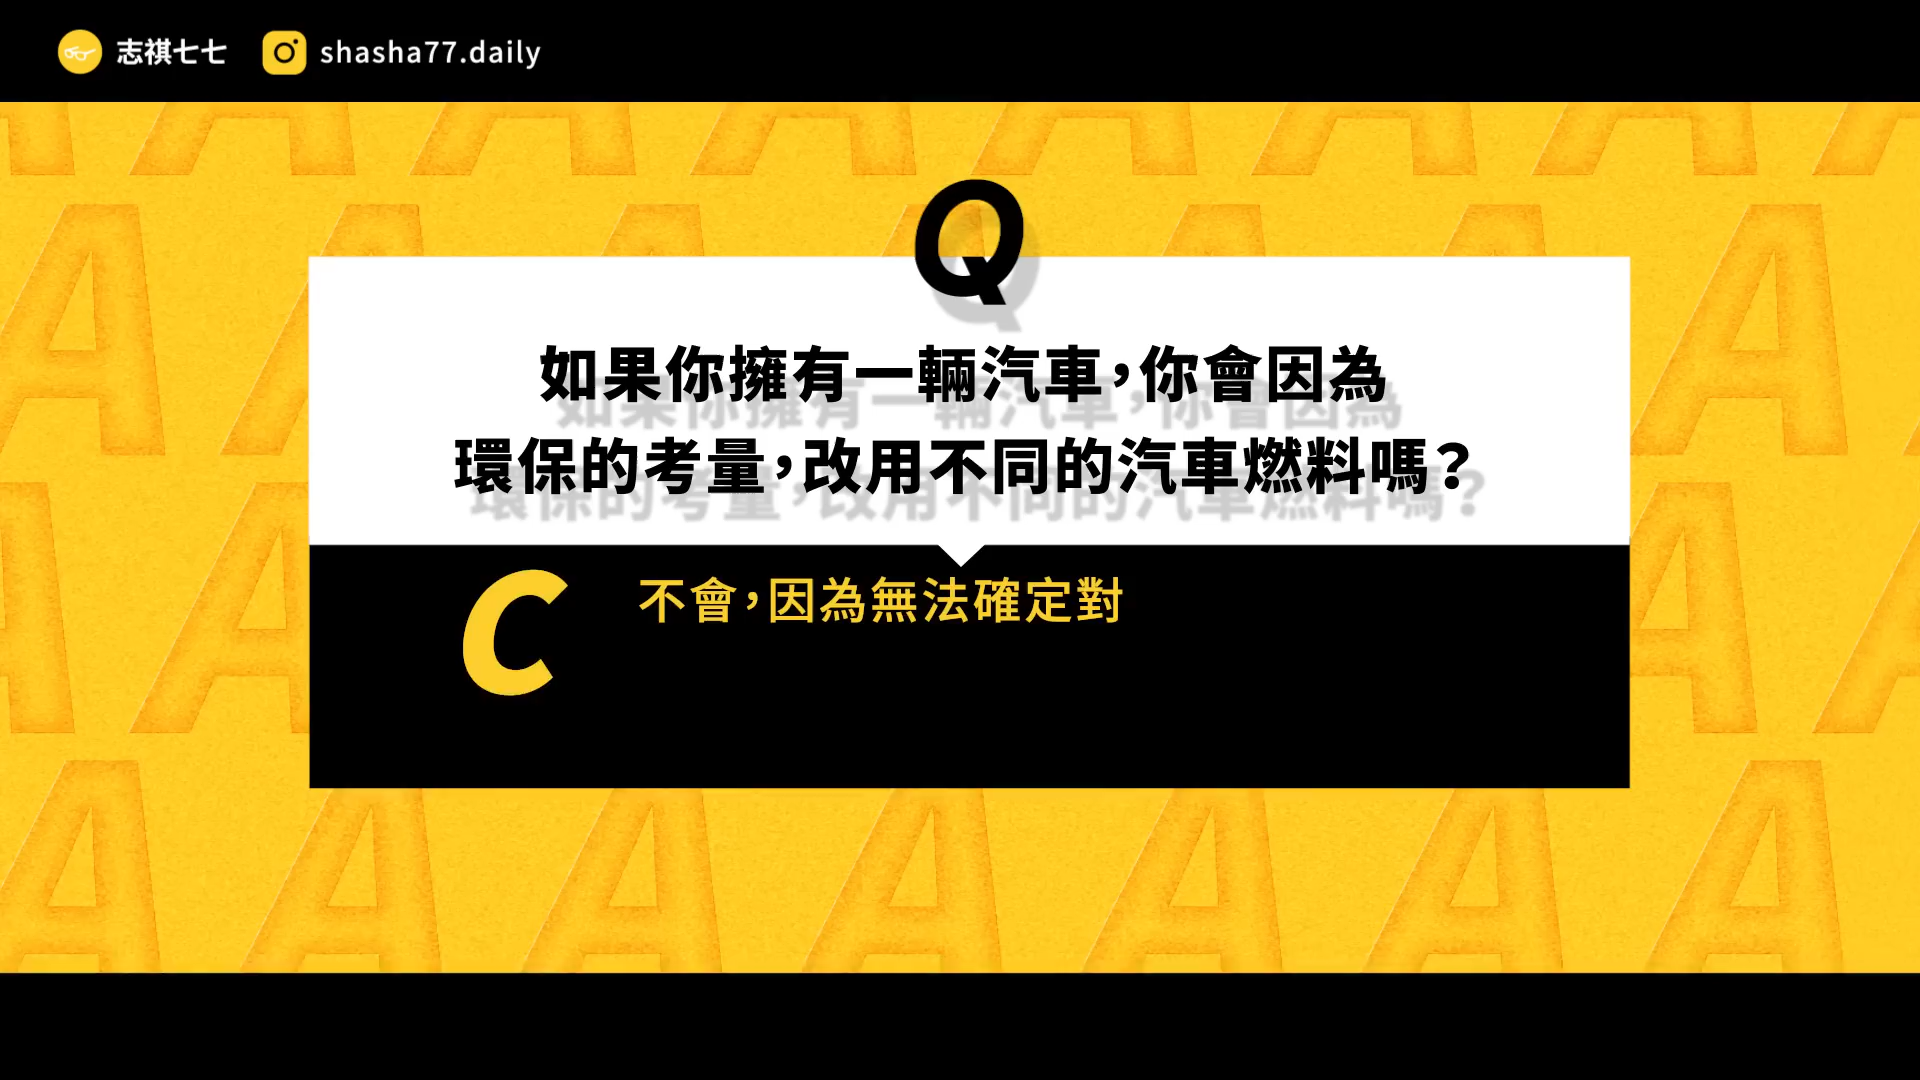 志祺七七 shasha77.daily
Q
如果你擁有一輛汽車，你會因為
環保的考量，改用不同的汽車燃料嗎？
C 不會，因為無法確定對